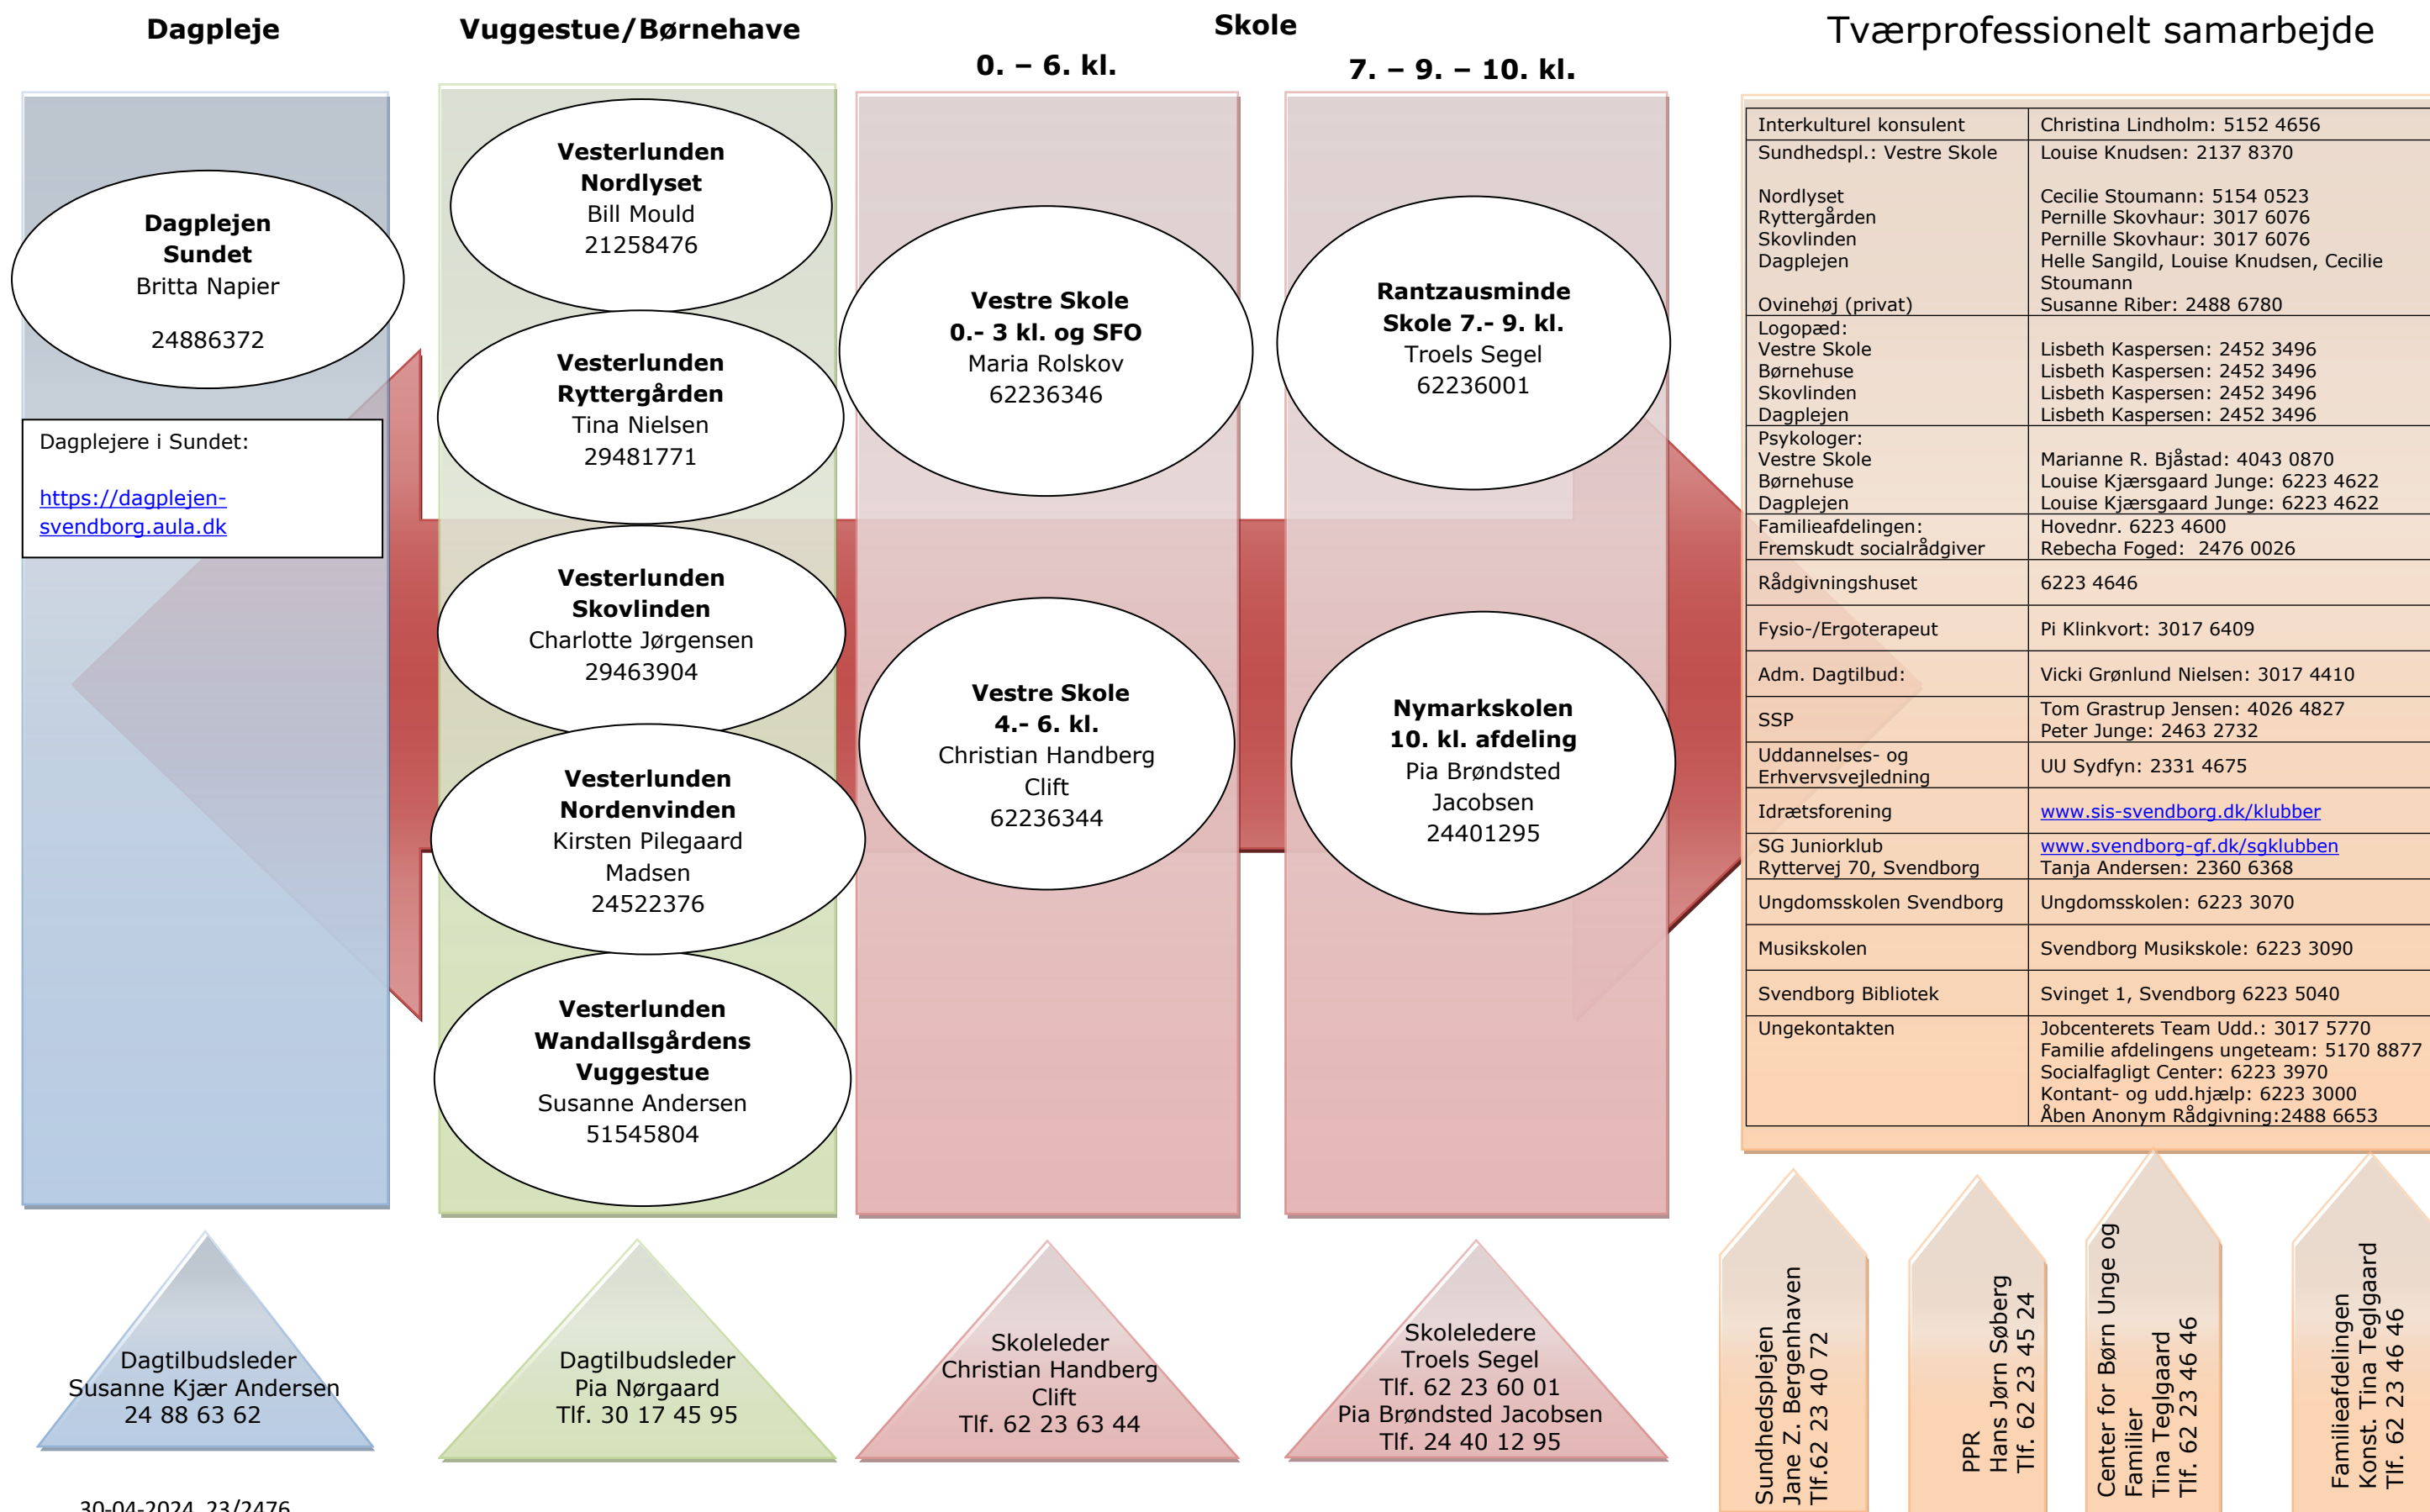 Dagpleje
Vuggestue/Børnehave
Skole
0. – 6. kl.
7. – 9. – 10. kl.
Tværprofessionelt samarbejde
Dagplejen
Sundet
Britta Napier
24886372
Dagplejere i Sundet:
https://dagplejen-
svendborg.aula.dk
Vesterlunden
Nordlyset
Bill Mould
21258476
Vesterlunden
Ryttergården
Tina Nielsen
29481771
Vesterlunden
Skovlinden
Charlotte Jørgensen
29463904
Vesterlunden
Nordenvinden
Kirsten Pilegaard
Madsen
24522376
Vesterlunden
Wandallsgårdens
Vuggestue
Susanne Andersen
51545804
Vestre Skole
0.- 3 kl. og SFO
Maria Rolskov
62236346
Vestre Skole
4.- 6. kl.
Christian Handberg
Clift
62236344
Rantzausminde
Skole 7.- 9. kl.
Troels Segel
62236001
Nymarkskolen
10. kl. afdeling
Pia Brøndsted
Jacobsen
24401295
Interkulturel konsulent Christina Lindholm: 5152 4656
Sundhedspl.: Vestre Skole Louise Knudsen: 2137 8370
Nordlyset Cecilie Stoumann: 5154 0523
Ryttergården Pernille Skovhaur: 3017 6076
Skovlinden Pernille Skovhaur: 3017 6076
Dagplejen Helle Sangild, Louise Knudsen, Cecilie
Stoumann
Ovinehøj (privat) Susanne Riber: 2488 6780
Logopæd:
Vestre Skole Lisbeth Kaspersen: 2452 3496
Børnehuse Lisbeth Kaspersen: 2452 3496
Skovlinden Lisbeth Kaspersen: 2452 3496
Dagplejen Lisbeth Kaspersen: 2452 3496
Psykologer:
Vestre Skole Marianne R. Bjåstad: 4043 0870
Børnehuse Louise Kjærsgaard Junge: 6223 4622
Dagplejen Louise Kjærsgaard Junge: 6223 4622
Familieafdelingen: Hovednr. 6223 4600
Fremskudt socialrådgiver Rebecha Foged: 2476 0026
Rådgivningshuset 6223 4646
Fysio-/Ergoterapeut Pi Klinkvort: 3017 6409
Adm. Dagtilbud: Vicki Grønlund Nielsen: 3017 4410
SSP Tom Grastrup Jensen: 4026 4827
Peter Junge: 2463 2732
Uddannelses- og
Erhvervsvejledning UU Sydfyn: 2331 4675
Idrætsforening www.sis-svendborg.dk/klubber
SG Juniorklub www.svendborg-gf.dk/sgklubben
Ryttervej 70, Svendborg Tanja Andersen: 2360 6368
Ungdomsskolen Svendborg Ungdomsskolen: 6223 3070
Musikskolen Svendborg Musikskole: 6223 3090
Svendborg Bibliotek Svinget 1, Svendborg 6223 5040
Ungekontakten Jobcenterets Team Udd.: 3017 5770
Familie afdelingens ungeteam: 5170 8877
Socialfagligt Center: 6223 3970
Kontant- og udd.hjælp: 6223 3000
Åben Anonym Rådgivning:2488 6653
Dagtilbudsleder
Susanne Kjær Andersen
24 88 63 62
Dagtilbudsleder
Pia Nørgaard
Tlf. 30 17 45 95
Skoleleder
Christian Handberg
Clift
Tlf. 62 23 63 44
Skoleledere
Troels Segel
Tlf. 62 23 60 01
Pia Brøndsted Jacobsen
Tlf. 24 40 12 95
Sundhedsplejen
Jane Z. Bergenhaven
Tlf.62 23 40 72
PPR
Hans Jørn Søberg
Tlf. 62 23 45 24
Center for Børn Unge og
Familier
Tina Teglgaard
Tlf. 62 23 46 46
Familieafdelingen
Konst. Tina Teglgaard
Tlf. 62 23 46 46
30-04-2024 23/2476